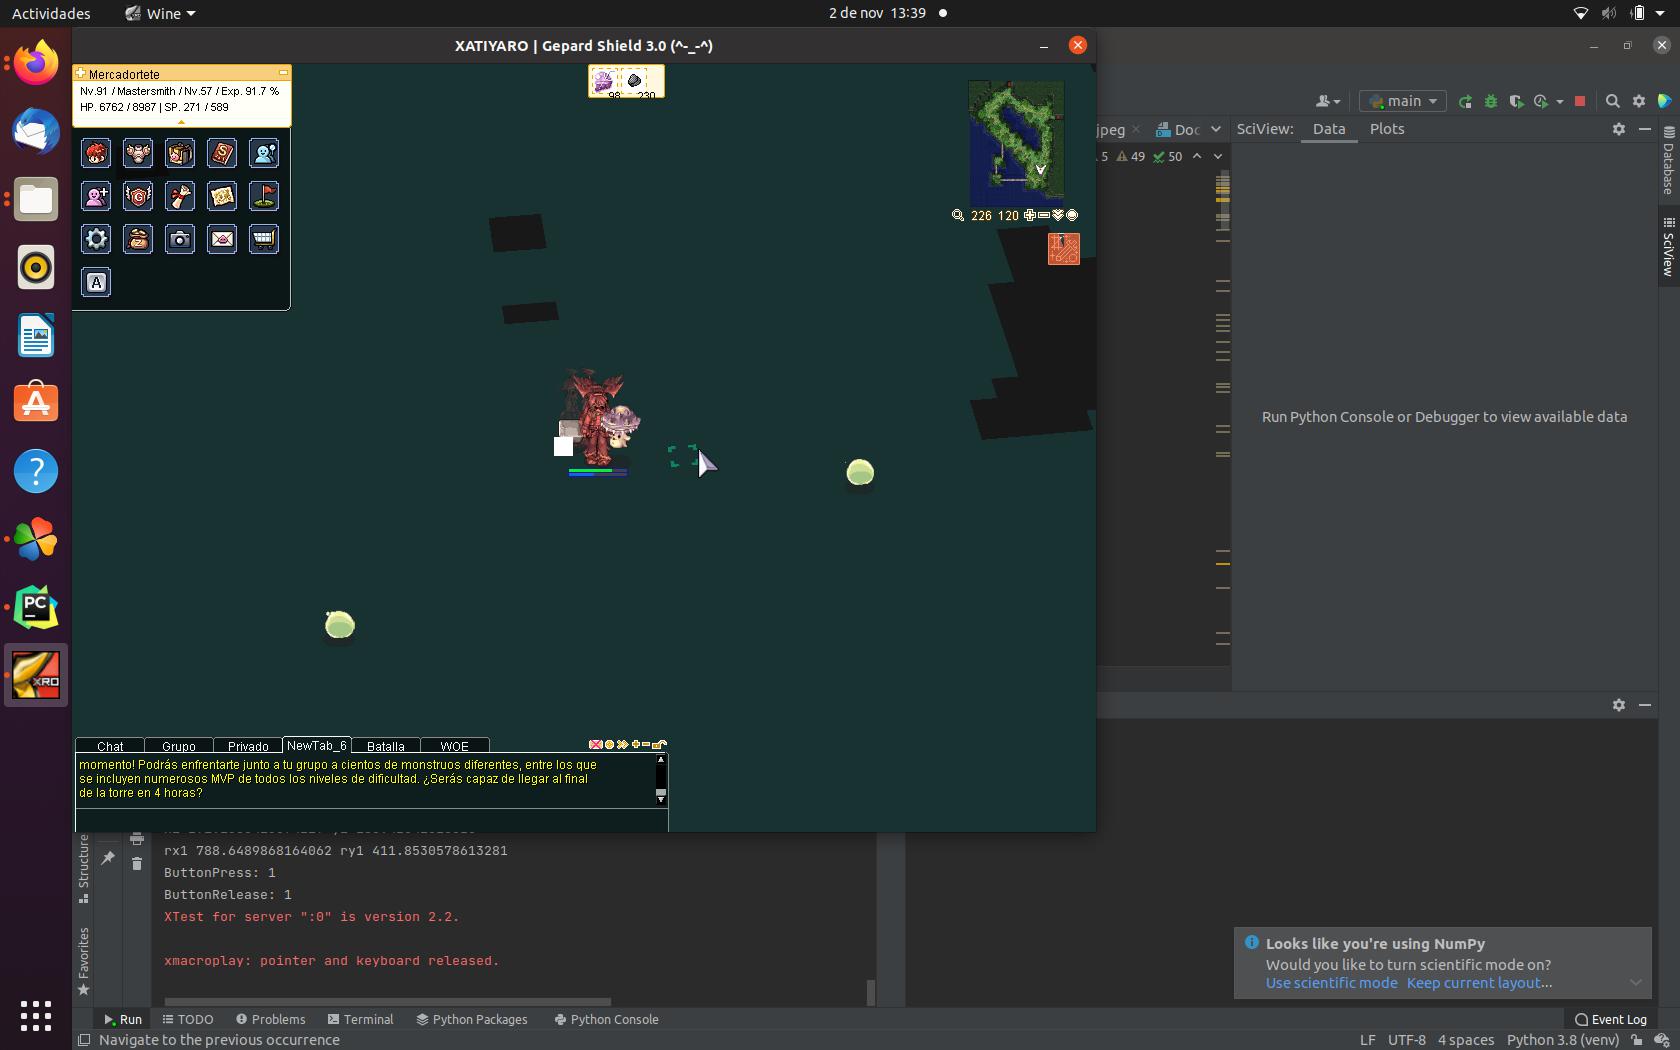 Actividades
Wine
2 de nov 13:39
XATIYARO | Gepard Shield 3.0 (^-_-^)
Mercadortete
Nv.91 / Mastersmith / Nv.57 / Exp. 91.7 %
HP. 6762 / 8987 | SP. 271 / 589
98 230
226 120
A
main
jpeg
Doc
SciView:
Data
Plots
5 49 50
Database
SciView
Run Python Console or Debugger to view available data
PC
XRO
Chat
Grupo
Privado
NewTab_6
Batalla
WOE
momento! Podrás enfrentarte junto a tu grupo a cientos de monstruos diferentes, entre los que
se incluyen numerosos MVP de todos los niveles de dificultad. ¿Serás capaz de llegar al final
de la torre en 4 horas?
rx1 788.6489868164062 ry1 411.8530578613281
ButtonPress: 1
ButtonRelease: 1
XTest for server ":0" is version 2.2.
xmacroplay: pointer and keyboard released.
Structure
Favorites
Looks like you're using NumPy
Would you like to turn scientific mode on?
Use scientific mode Keep current layout...
Run
TODO
Problems
Terminal
Python Packages
Python Console
Event Log
Navigate to the previous occurrence
LF UTF-8 4 spaces Python 3.8 (venv)